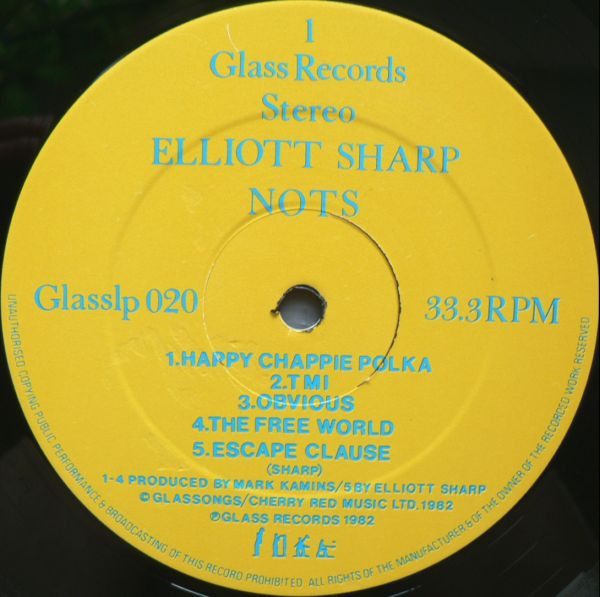 1
Glass Records
Stereo
ELLIOTT SHARP
NOTS
Glasslp 020
33.3 RPM
1.HAPPY CHAPPIE POLKA
2.TMI
3.OBVIOUS
4.THE FREE WORLD
5.ESCAPE CLAUSE
(SHARP)
1-4 PRODUCED BY MARK KAMINS/5 BY ELLIOTT SHARP
©GLASSONGS/CHERRY RED MUSIC LTD. 1982
℗GLASS RECORDS 1982
UNAUTHORISED COPYING PUBLIC PERFORMANCE & BROADCASTING OF THIS RECORD PROHIBITED. ALL RIGHTS OF THE MANUFACTURER & OF THE OWNER OF THE RECORDED WORK RESERVED